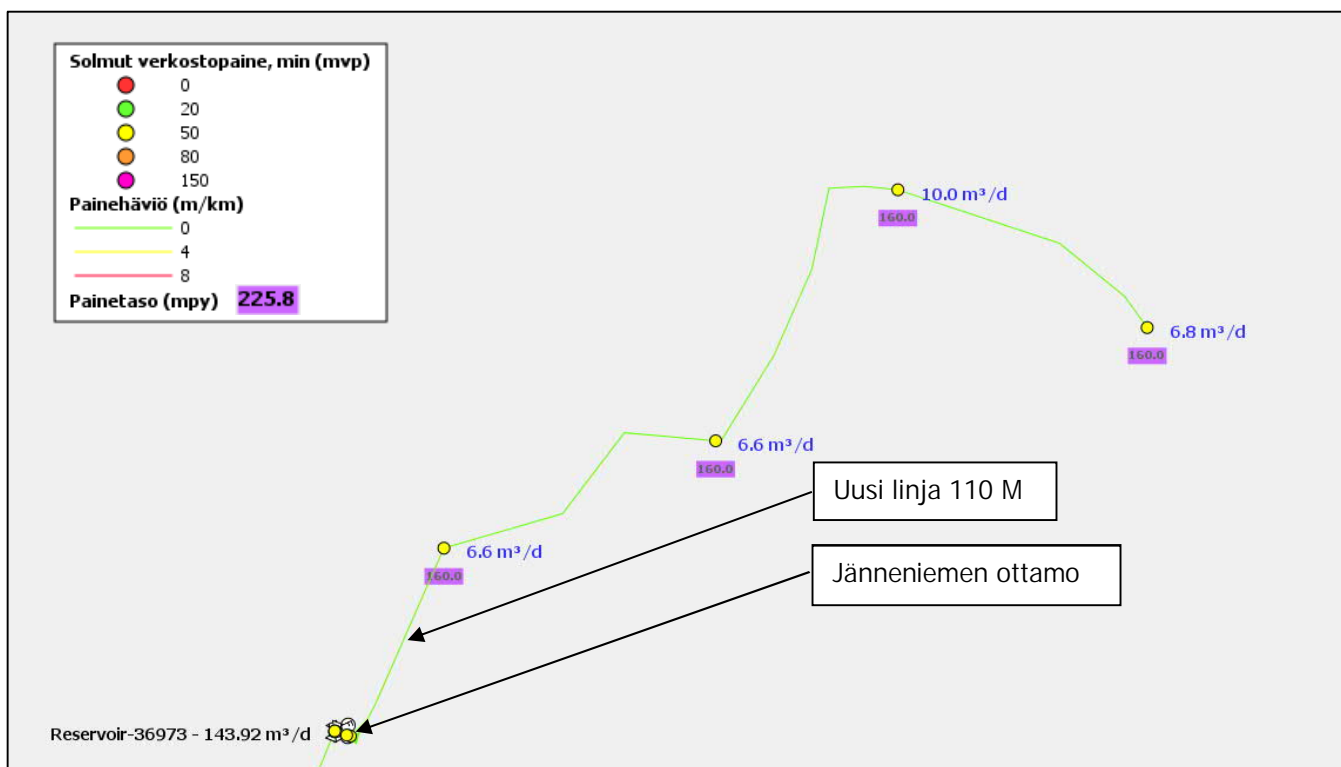 Solmut verkostopaine, min (mvp)
0
20
50
80
150
Painehäviö (m/km)
0
4
8
Painetaso (mpy) 225.8
10.0 m³/d
160.0
6.8 m³/d
160.0
6.6 m³/d
160.0
Uusi linja 110 M
6.6 m³/d
160.0
Jänneniemen ottamo
Reservoir-36973 - 143.92 m³/d